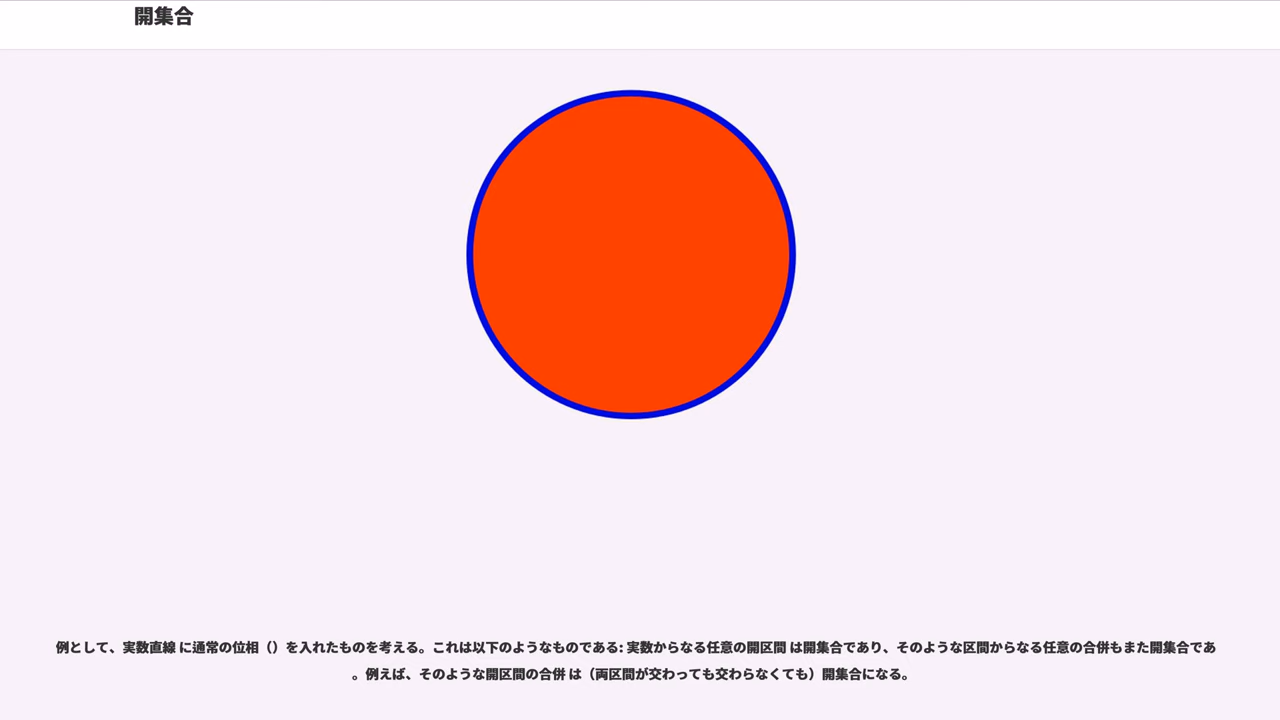 開集合
例として、実数直線 に通常の位相（）を入れたものを考える。これは以下のようなものである: 実数からなる任意の開区間 は開集合であり、そのような区間からなる任意の合併もまた開集合であ
。例えば、そのような開区間の合併 は（両区間が交わっても交わらなくても）開集合になる。